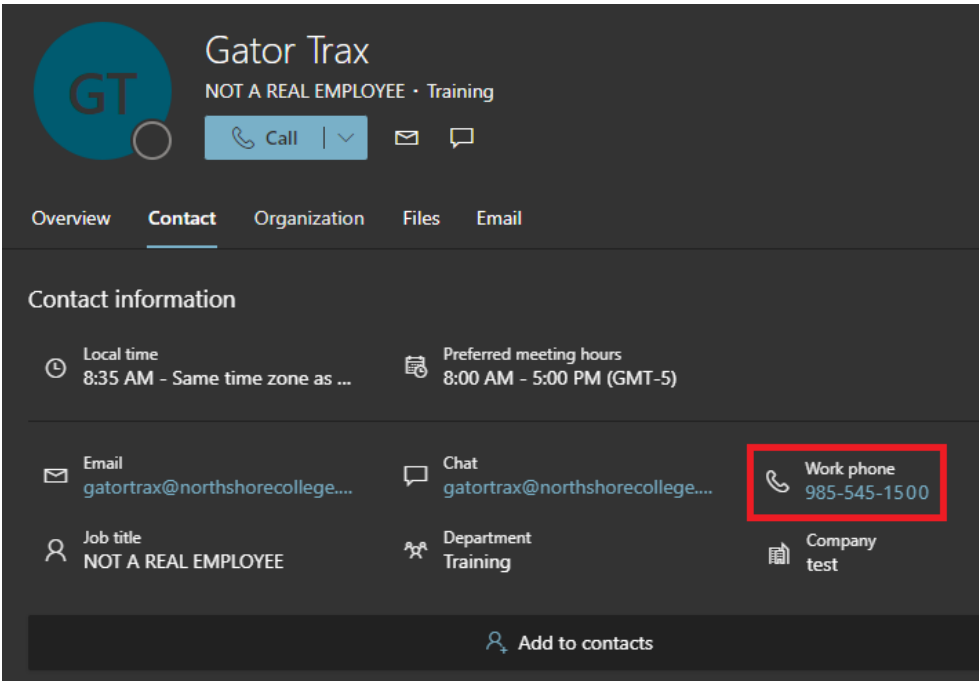 GT
Gator Trax
NOT A REAL EMPLOYEE · Training
Call
Overview Contact Organization Files Email
Contact information
Local time
8:35 AM - Same time zone as ...
Preferred meeting hours
8:00 AM - 5:00 PM (GMT-5)
Email
gatortrax@northshorecollege....
Chat
gatortrax@northshorecollege....
Work phone
985-545-1500
Job title
NOT A REAL EMPLOYEE
Department
Training
Company
test
Add to contacts